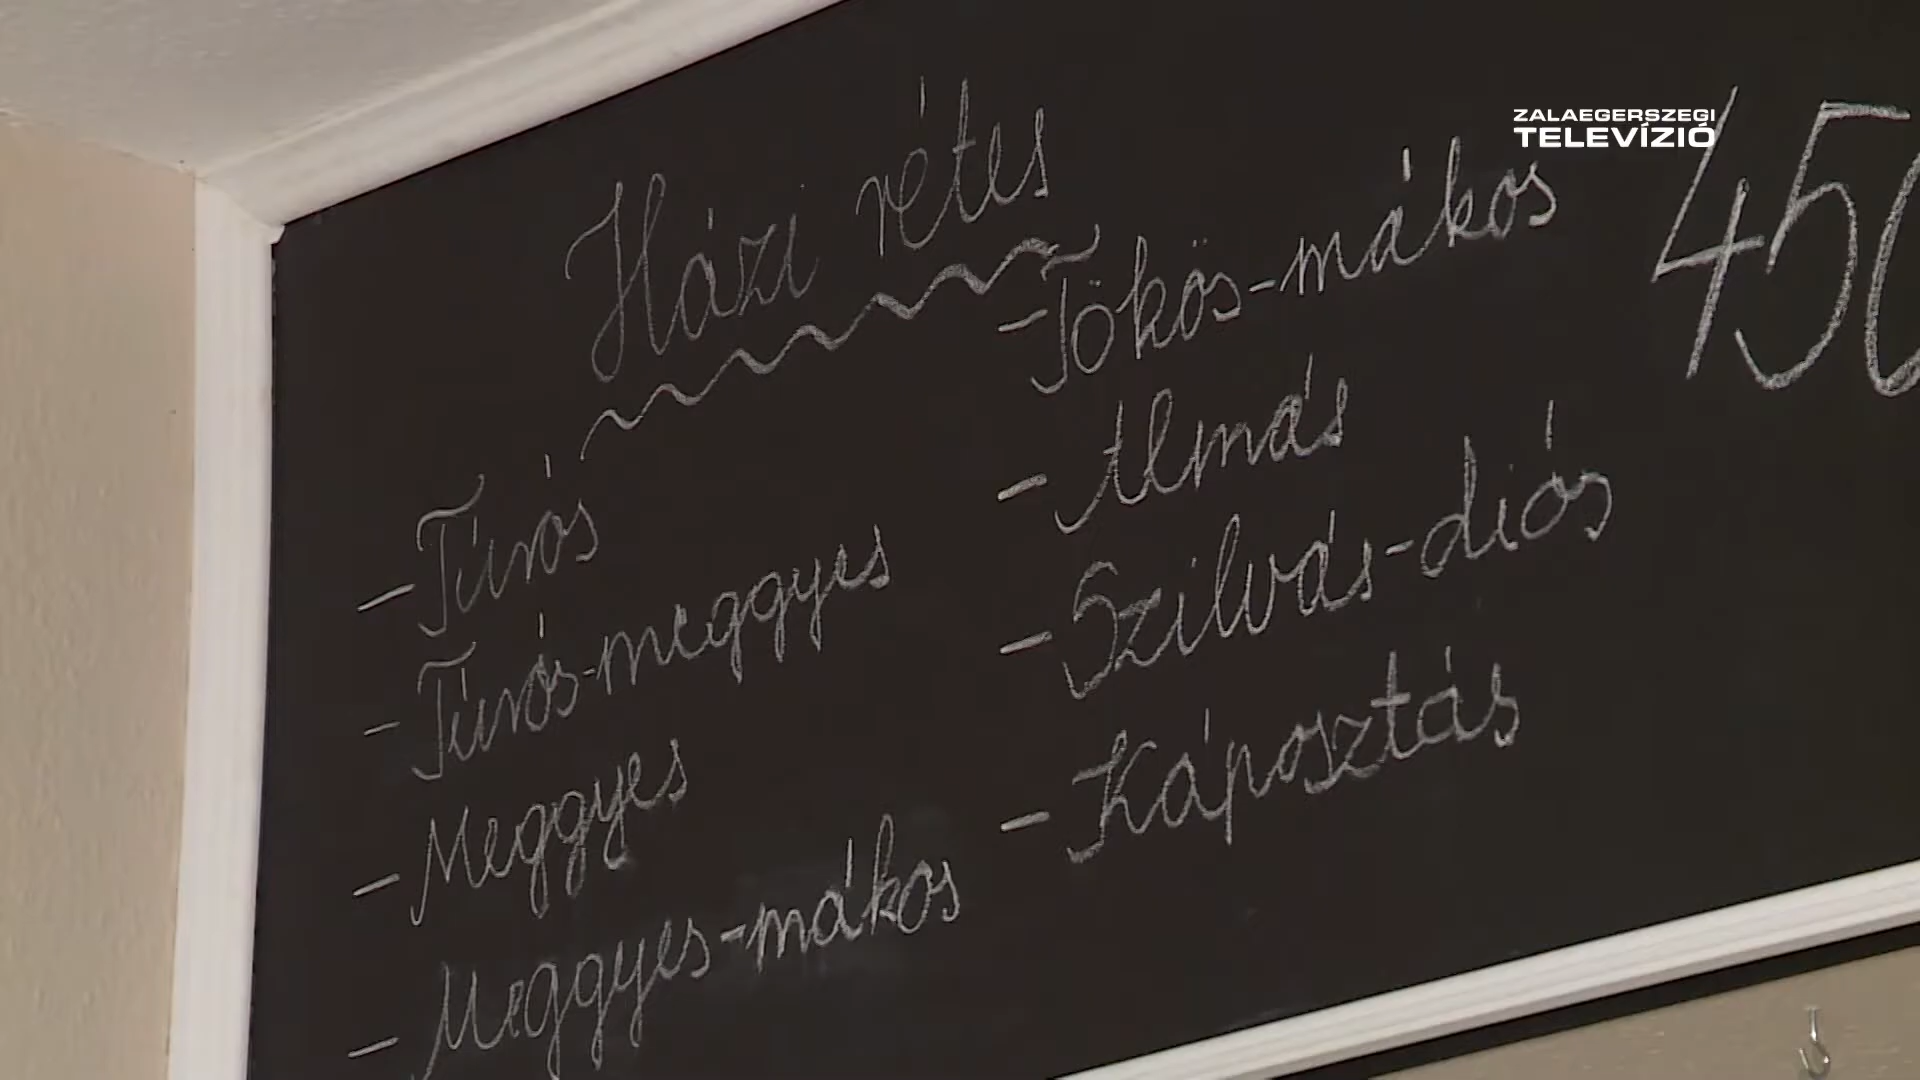 Házi rétes
- Túrós
- Túrós-meggyes
- Meggyes
- Meggyes-mákos
- Tökös-mákos
- Almás
- Szilvás-diós
- Káposztás
450
ZALAEGERSZEGI
TELEVÍZIÓ